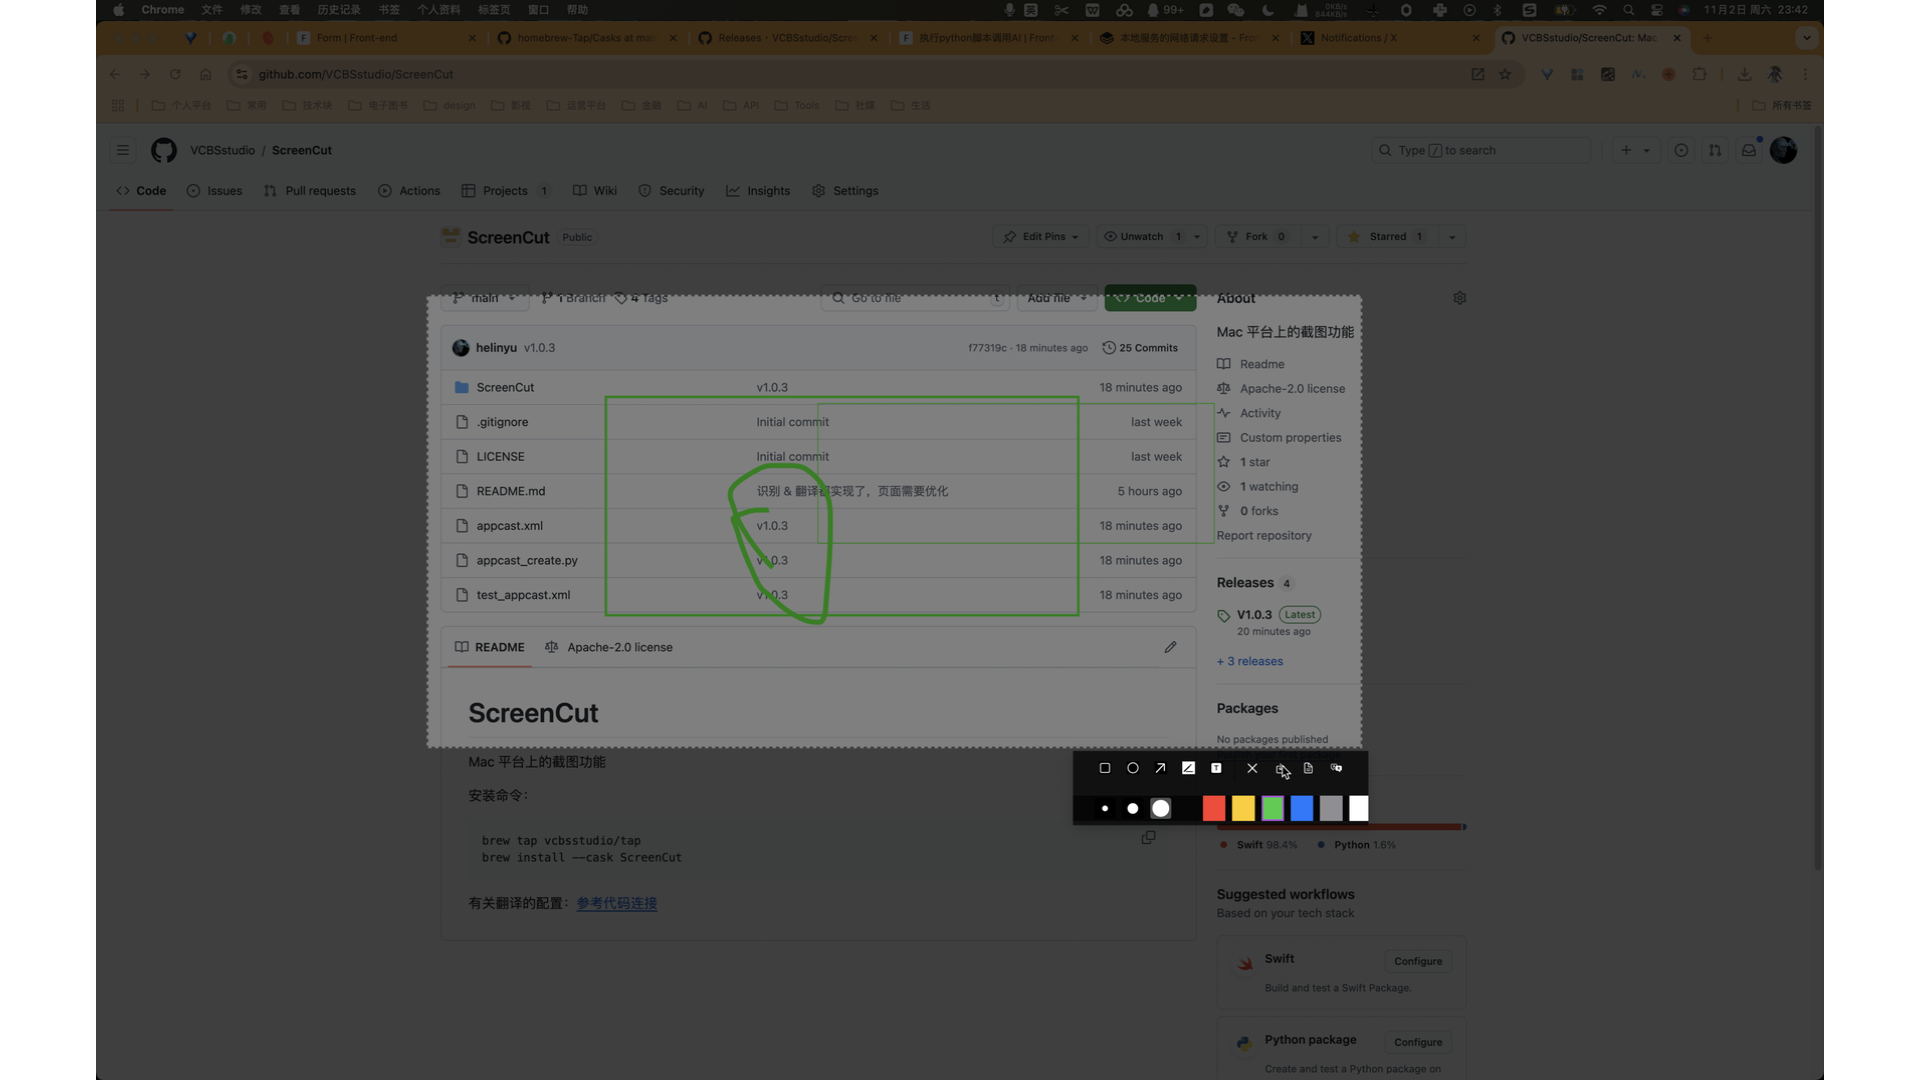 Chrome 文件 修改 查看 历史记录 书签 个人资料 标签页 窗口 帮助 99+ 0KB/s 844KB/s 11月2日 周六 23:42
Form | Front-end homebrew-Tap/Casks at mai Releases · VCBSstudio/Scree 执行python脚本调用AI | Front 本地服务的网络请求设置 - Fro Notifications / X VCBSstudio/ScreenCut: Mac
github.com/VCBSstudio/ScreenCut
个人平台 常用 技术块 电子图书 design 影视 运营平台 金融 AI API Tools 社媒 生活 所有书签
VCBSstudio / ScreenCut Type / to search
Code Issues Pull requests Actions Projects 1 Wiki Security Insights Settings
ScreenCut Public Edit Pins Unwatch 1 Fork 0 Starred 1
main 1 Branch 4 Tags Go to file t Add file Code About
Mac 平台上的截图功能
helinyu v1.0.3 f77319c · 18 minutes ago 25 Commits
Readme
ScreenCut v1.0.3 18 minutes ago
Apache-2.0 license
.gitignore Initial commit last week
Activity
Custom properties
LICENSE Initial commit last week
1 star
README.md 识别 & 翻译都实现了，页面需要优化 5 hours ago
1 watching
0 forks
appcast.xml v1.0.3 18 minutes ago
Report repository
appcast_create.py v1.0.3 18 minutes ago
Releases 4
test_appcast.xml v1.0.3 18 minutes ago
V1.0.3 Latest
20 minutes ago
README Apache-2.0 license
+ 3 releases
ScreenCut
Packages
No packages published
Mac 平台上的截图功能
安装命令：
brew tap vcbsstudio/tap
brew install --cask ScreenCut
T
Swift 98.4% Python 1.6%
有关翻译的配置：参考代码连接
Suggested workflows
Based on your tech stack
Swift Configure
Build and test a Swift Package.
Python package Configure
Create and test a Python package on